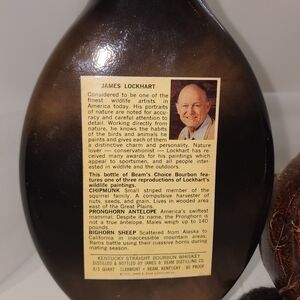 JAMES LOCKHART
Considered to be one of the
finest wildlife artists in
America today. His portraits
of nature are noted for accu-
racy and careful attention to
detail. Working directly from
nature, he knows the habits
of the birds and animals he
paints and gives each of them
a distinctive charm and personality. Nature
lover — conservationist — Lockhart has re-
ceived many awards for his paintings which
appeal to sportsmen, and all people inter-
ested in wildlife and the outdoors.
This bottle of Beam's Choice Bourbon fea-
tures one of three reproductions of Lockhart's
wildlife paintings.
CHIPMUNK Small striped member of the
squirrel family. A compulsive harvester of
nuts, seeds, and grain. Lives in wooded area
east of the Great Plains.
PRONGHORN ANTELOPE America's swiftest
mammal. Despite its name, the Pronghorn is
not a true antelope. Males weigh up to 140
pounds.
BIGHORN SHEEP Scattered from Alaska to
California in inaccessible mountain areas.
Rams battle using their massive horns during
mating season.
KENTUCKY STRAIGHT BOURBON WHISKEY
DISTILLED & BOTTLED BY JAMES B. BEAM DISTILLING CO.
4/5 QUART CLERMONT • BEAM, KENTUCKY 80 PROOF